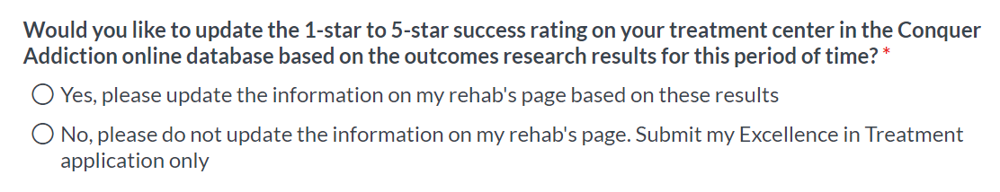 Would you like to update the 1-star to 5-star success rating on your treatment center in the Conquer
Addiction online database based on the outcomes research results for this period of time? *
Yes, please update the information on my rehab's page based on these results
No, please do not update the information on my rehab's page. Submit my Excellence in Treatment
application only